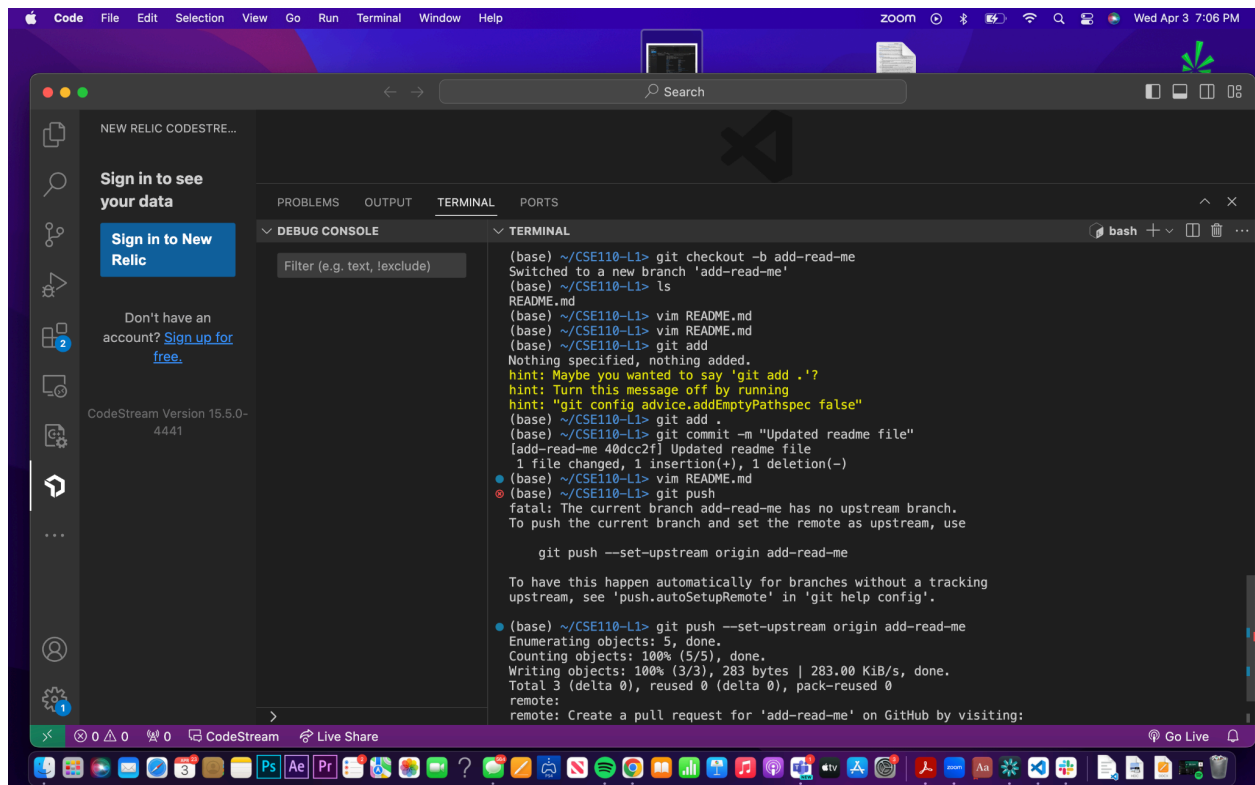 Code File Edit Selection View Go Run Terminal Window Help zoom Wed Apr 3 7:06 PM
Search
NEW RELIC CODESTRE...
Sign in to see
your data
Sign in to New
Relic
Don't have an
account? Sign up for
free.
CodeStream Version 15.5.0-
4441
2
1
PROBLEMS OUTPUT TERMINAL PORTS
DEBUG CONSOLE
Filter (e.g. text, !exclude)
>
TERMINAL
bash
(base) ~/CSE110-L1> git checkout -b add-read-me
Switched to a new branch 'add-read-me'
(base) ~/CSE110-L1> ls
README.md
(base) ~/CSE110-L1> vim README.md
(base) ~/CSE110-L1> vim README.md
(base) ~/CSE110-L1> git add
Nothing specified, nothing added.
hint: Maybe you wanted to say 'git add .'?
hint: Turn this message off by running
hint: "git config advice.addEmptyPathspec false"
(base) ~/CSE110-L1> git add .
(base) ~/CSE110-L1> git commit -m "Updated readme file"
[add-read-me 40dcc2f] Updated readme file
1 file changed, 1 insertion(+), 1 deletion(-)
(base) ~/CSE110-L1> vim README.md
(base) ~/CSE110-L1> git push
fatal: The current branch add-read-me has no upstream branch.
To push the current branch and set the remote as upstream, use
git push --set-upstream origin add-read-me
To have this happen automatically for branches without a tracking
upstream, see 'push.autoSetupRemote' in 'git help config'.
(base) ~/CSE110-L1> git push --set-upstream origin add-read-me
Enumerating objects: 5, done.
Counting objects: 100% (5/5), done.
Writing objects: 100% (3/3), 283 bytes | 283.00 KiB/s, done.
Total 3 (delta 0), reused 0 (delta 0), pack-reused 0
remote:
remote: Create a pull request for 'add-read-me' on GitHub by visiting:
0 0 0 CodeStream Live Share Go Live
3 Ps Ae Pr tv zoom Aa